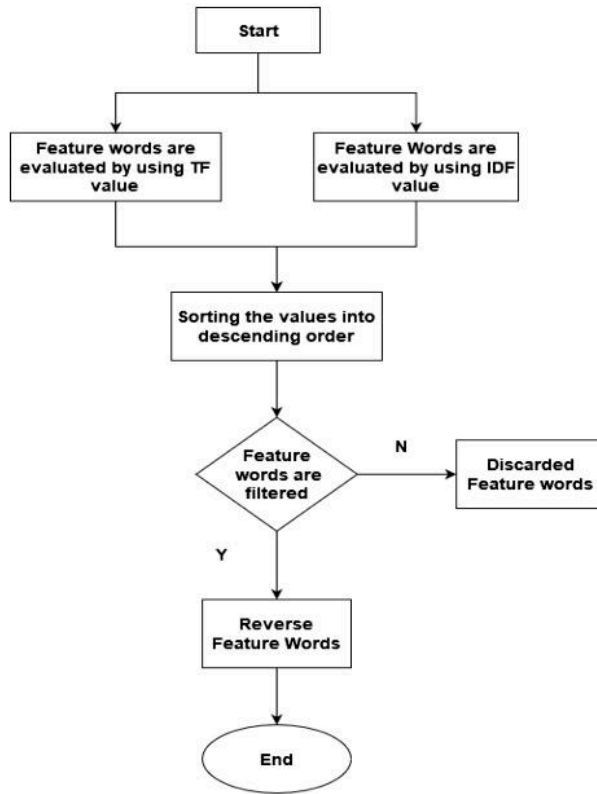 Start
Feature words are
evaluated by using TF
value
Feature Words are
evaluated by using IDF
value
Sorting the values into
descending order
Feature
words are
filtered
N
Discarded
Feature words
Y
Reverse
Feature Words
End